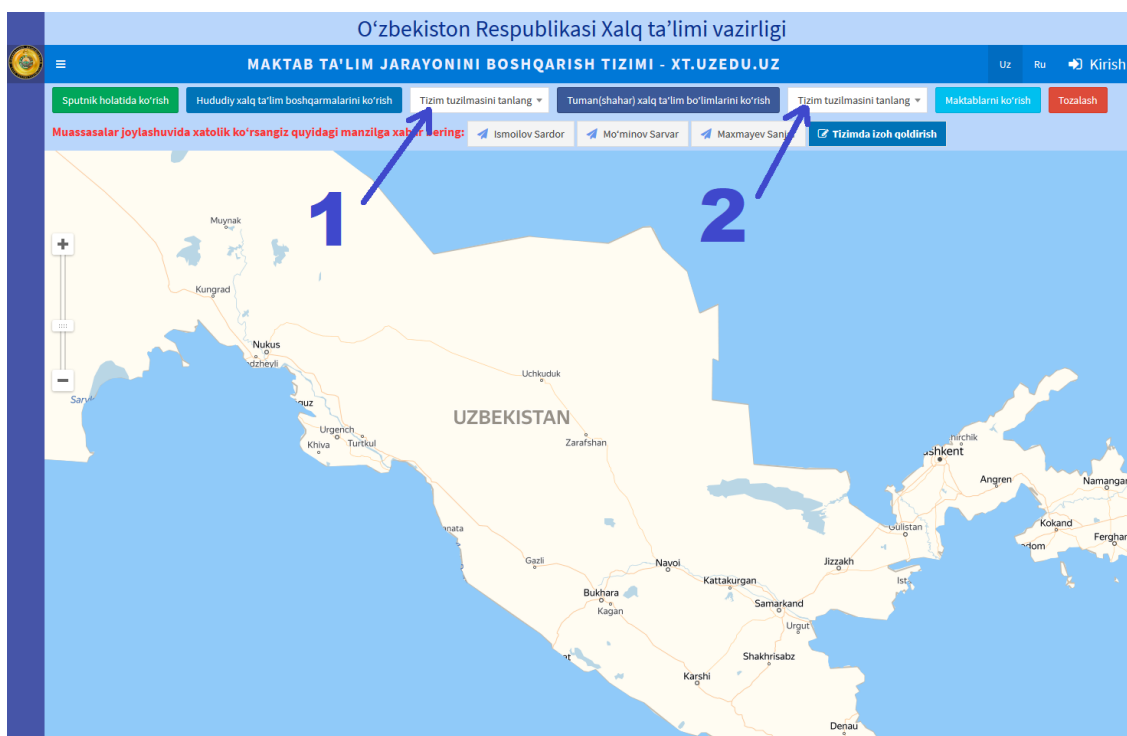 O‘zbekiston Respublikasi Xalq ta’limi vazirligi
MAKTAB TA'LIM JARAYONINI BOSHQARISH TIZIMI - XT.UZEDU.UZ
Uz Ru Kirish
Sputnik holatida ko‘rish Hududiy xalq ta‘lim boshqarmalarini ko‘rish Tizim tuzilmasini tanlang Tuman(shahar) xalq ta‘lim bo‘limlarini ko‘rish Tizim tuzilmasini tanlang Maktablarni ko‘rish Tozalash
Muassasalar joylashuvida xatolik ko‘rsangiz quyidagi manzilga bering: Ismoilov Sardor Mo‘minov Sarvar Maxmayev Tizimda izoh qoldirish
1 2
Muynak
Kungrad
Nukus
Uchkuduk
UZBEKISTAN
Urgench
Khiva Turtkul
Zarafshan
Angren Namangan
Gulistan Kokand
Gazli Navoi Jizzakh
Kattakurgan
Bukhara
Kagan Samarkand
Urgut
Shakhrisabz
Karshi
Denau